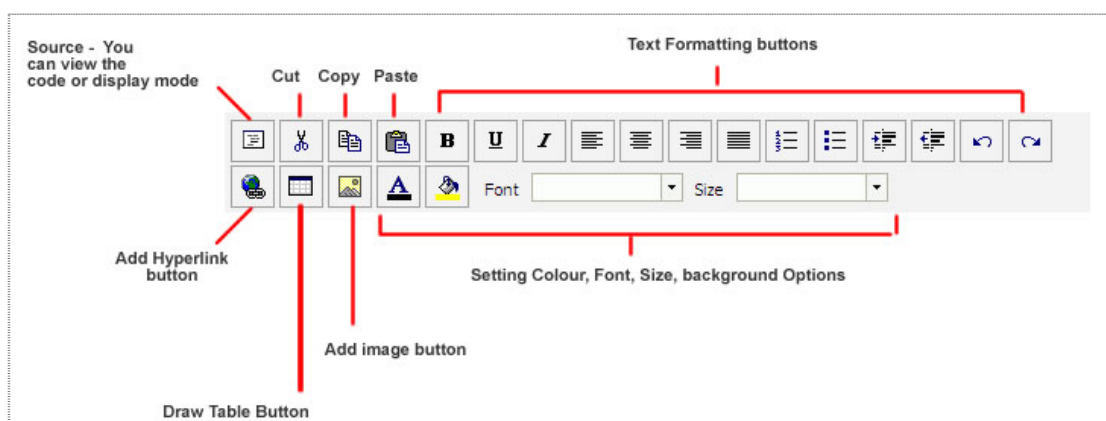 Source - You
can view the
code or display mode
Cut Copy Paste
Text Formatting buttons
B U I
A Font Size
Add Hyperlink
button
Setting Colour, Font, Size, background Options
Add image button
Draw Table Button